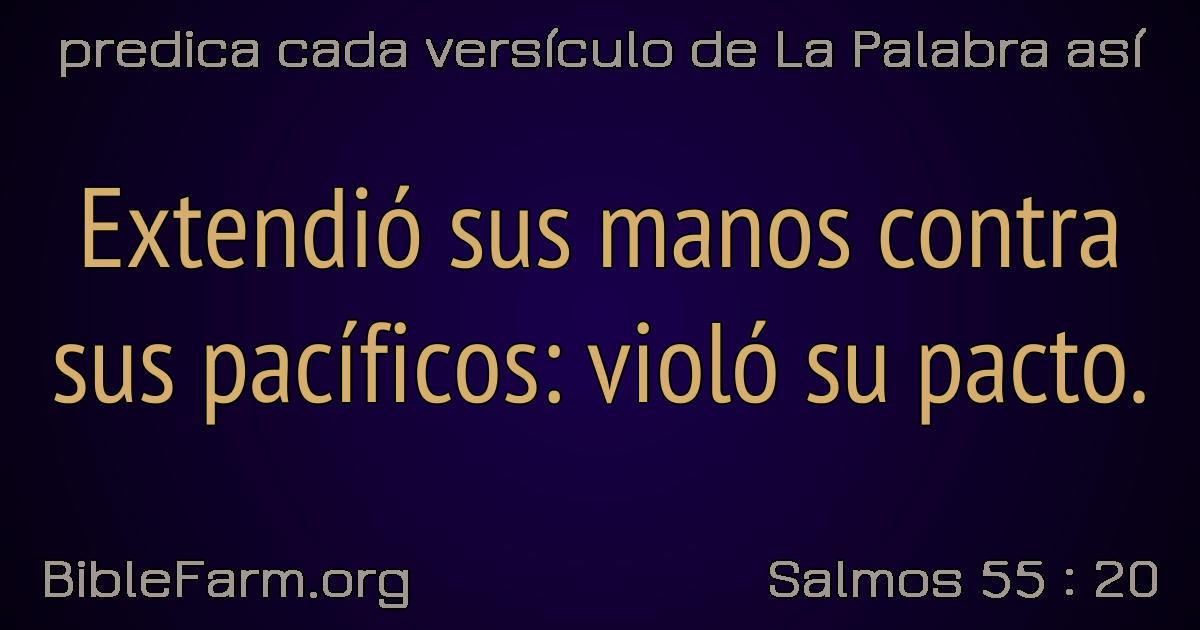 predica cada versículo de La Palabra así
Extendió sus manos contra
sus pacíficos: violó su pacto.
BibleFarm.org
Salmos 55 : 20